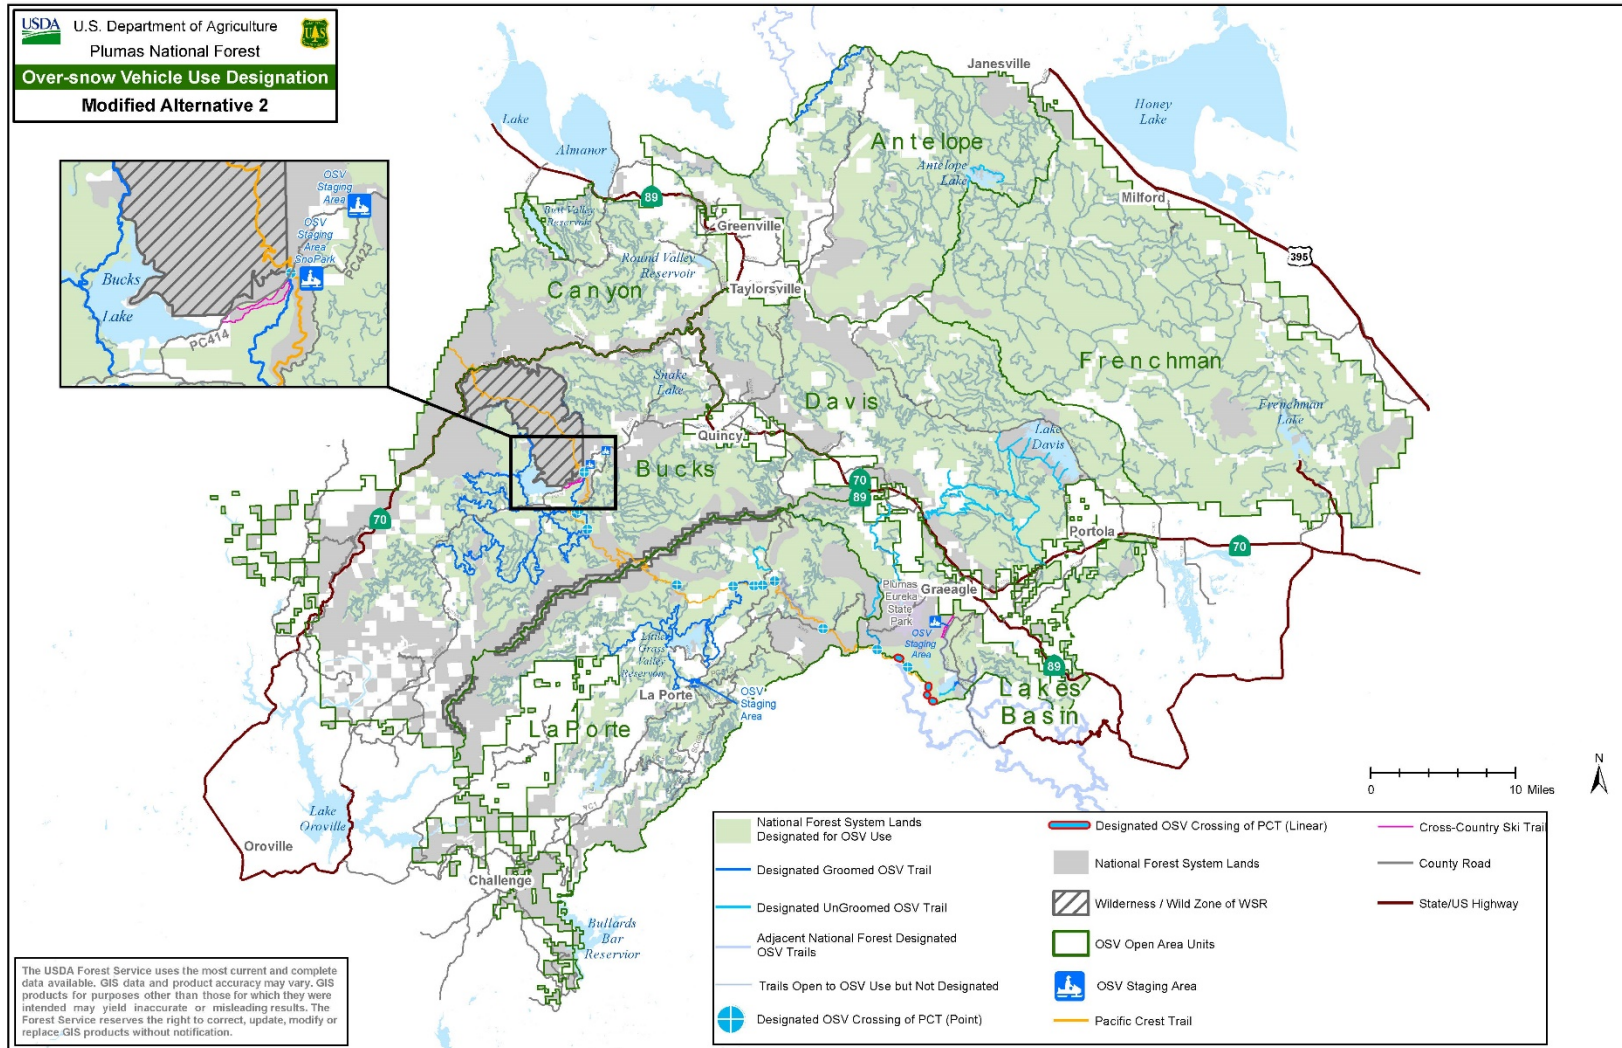 USDA
U.S. Department of Agriculture
Plumas National Forest
UAS
Over-snow Vehicle Use Designation
Modified Alternative 2
OSV
Staging
Area
OSV
Staging
Area
SnoPark
PC423
Bucks
Lake
PC414
Lake
Almanor
Janesville
Honey
Lake
Antelope
Antelope
Lake
Milford
89
Butt Valley
Reservoir
Greenville
395
Round Valley
Reservoir
Canyon
Taylorsville
Frenchman
Snake
Lake
Davis
Frenchman
Lake
Lake
Davis
Quincy
Bucks
70
89
70
Portola
70
Plumas
Eureka
State
Park
Graeagle
OSV
Staging
Area
89
Little
Grass
Valley
Reservoir
La Porte
OSV
Staging
Area
Lakes
Basin
LaPorte
Lake
Oroville
Oroville
Challenge
Bullards
Bar
Reservior
N
0
10 Miles
National Forest System Lands
Designated for OSV Use
Designated Groomed OSV Trail
Designated UnGroomed OSV Trail
Adjacent National Forest Designated
OSV Trails
Trails Open to OSV Use but Not Designated
Designated OSV Crossing of PCT (Point)
Designated OSV Crossing of PCT (Linear)
National Forest System Lands
Wilderness / Wild Zone of WSR
OSV Open Area Units
OSV Staging Area
Pacific Crest Trail
Cross-Country Ski Trail
County Road
State/US Highway
The USDA Forest Service uses the most current and complete
data available. GIS data and product accuracy may vary. GIS
products for purposes other than those for which they were
intended may yield inaccurate or misleading results. The
Forest Service reserves the right to correct, update, modify or
replace GIS products without notification.